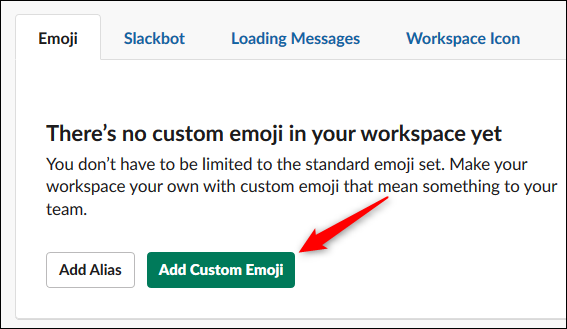 Emoji Slackbot Loading Messages Workspace Icon
There’s no custom emoji in your workspace yet
You don’t have to be limited to the standard emoji set. Make your
workspace your own with custom emoji that mean something to your
team.
Add Alias Add Custom Emoji